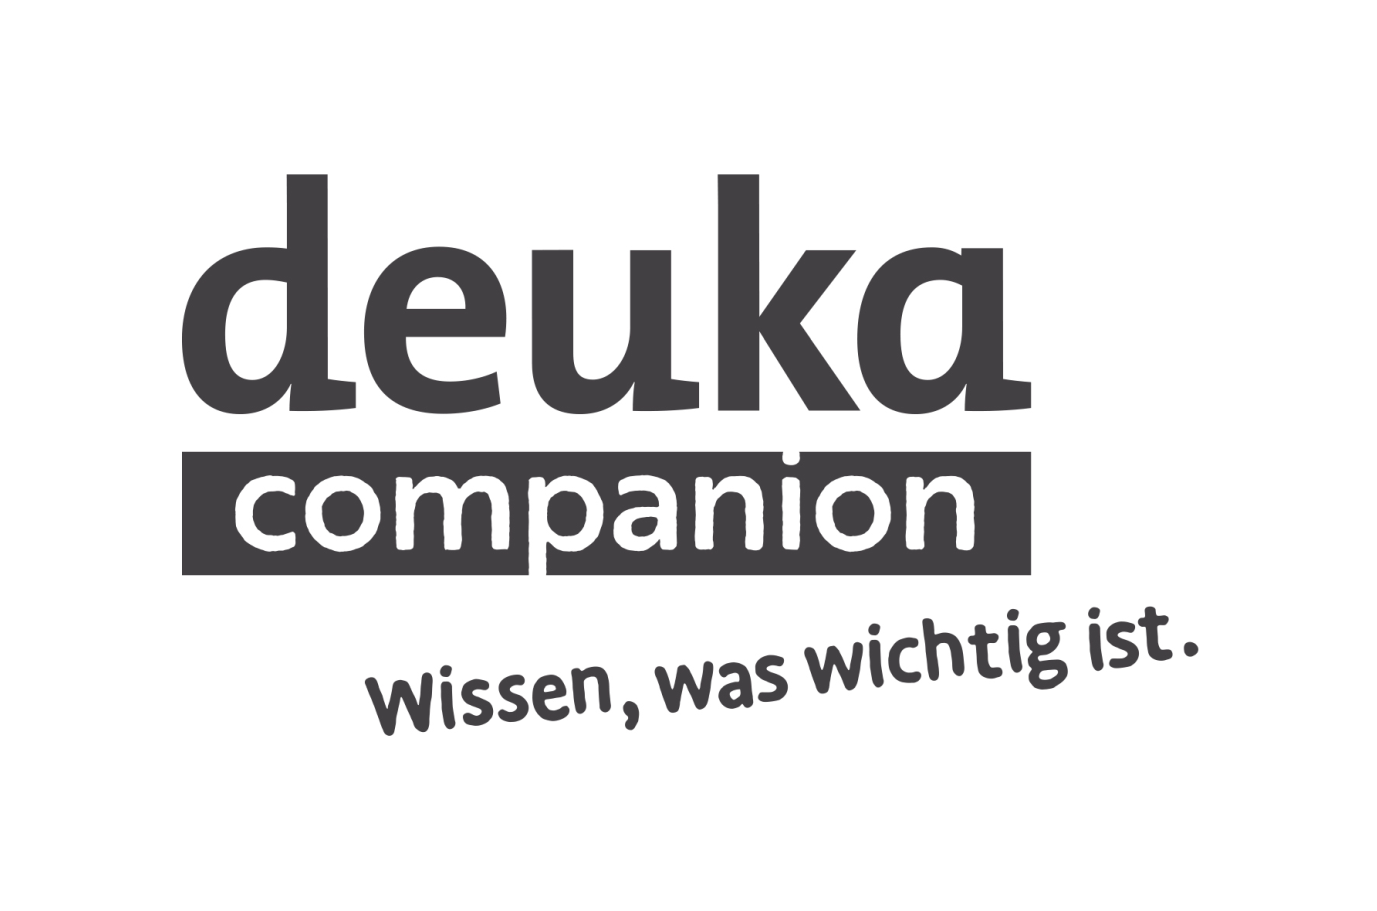 deuka
companion
Wissen, was wichtig ist.